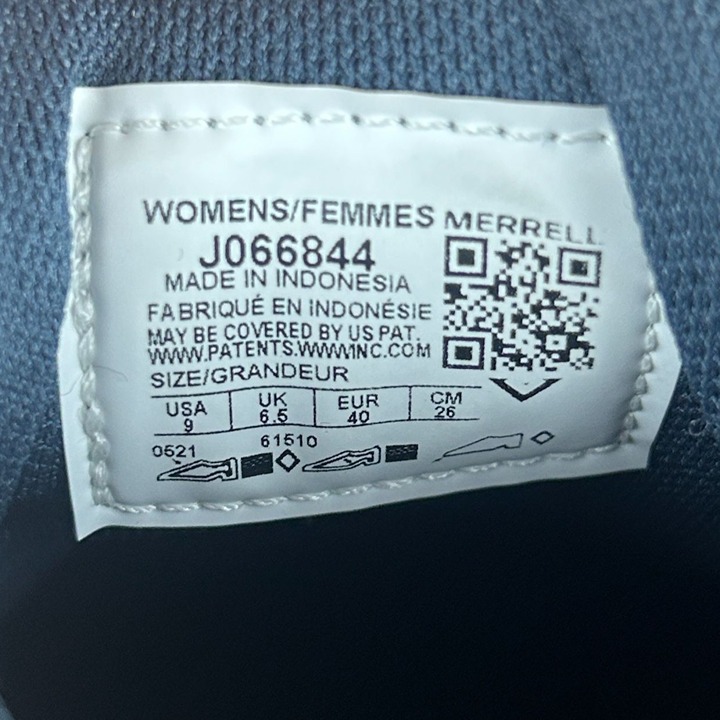 WOMENS/FEMMES MERRELL
J066844
MADE IN INDONESIA
FABRIQUÉ EN INDONÉSIE
MAY BE COVERED BY US PAT.
WWW.PATENTS.WWWINC.COM
SIZE/GRANDEUR
USA UK EUR CM
9 6.5 40 26
0521 61510